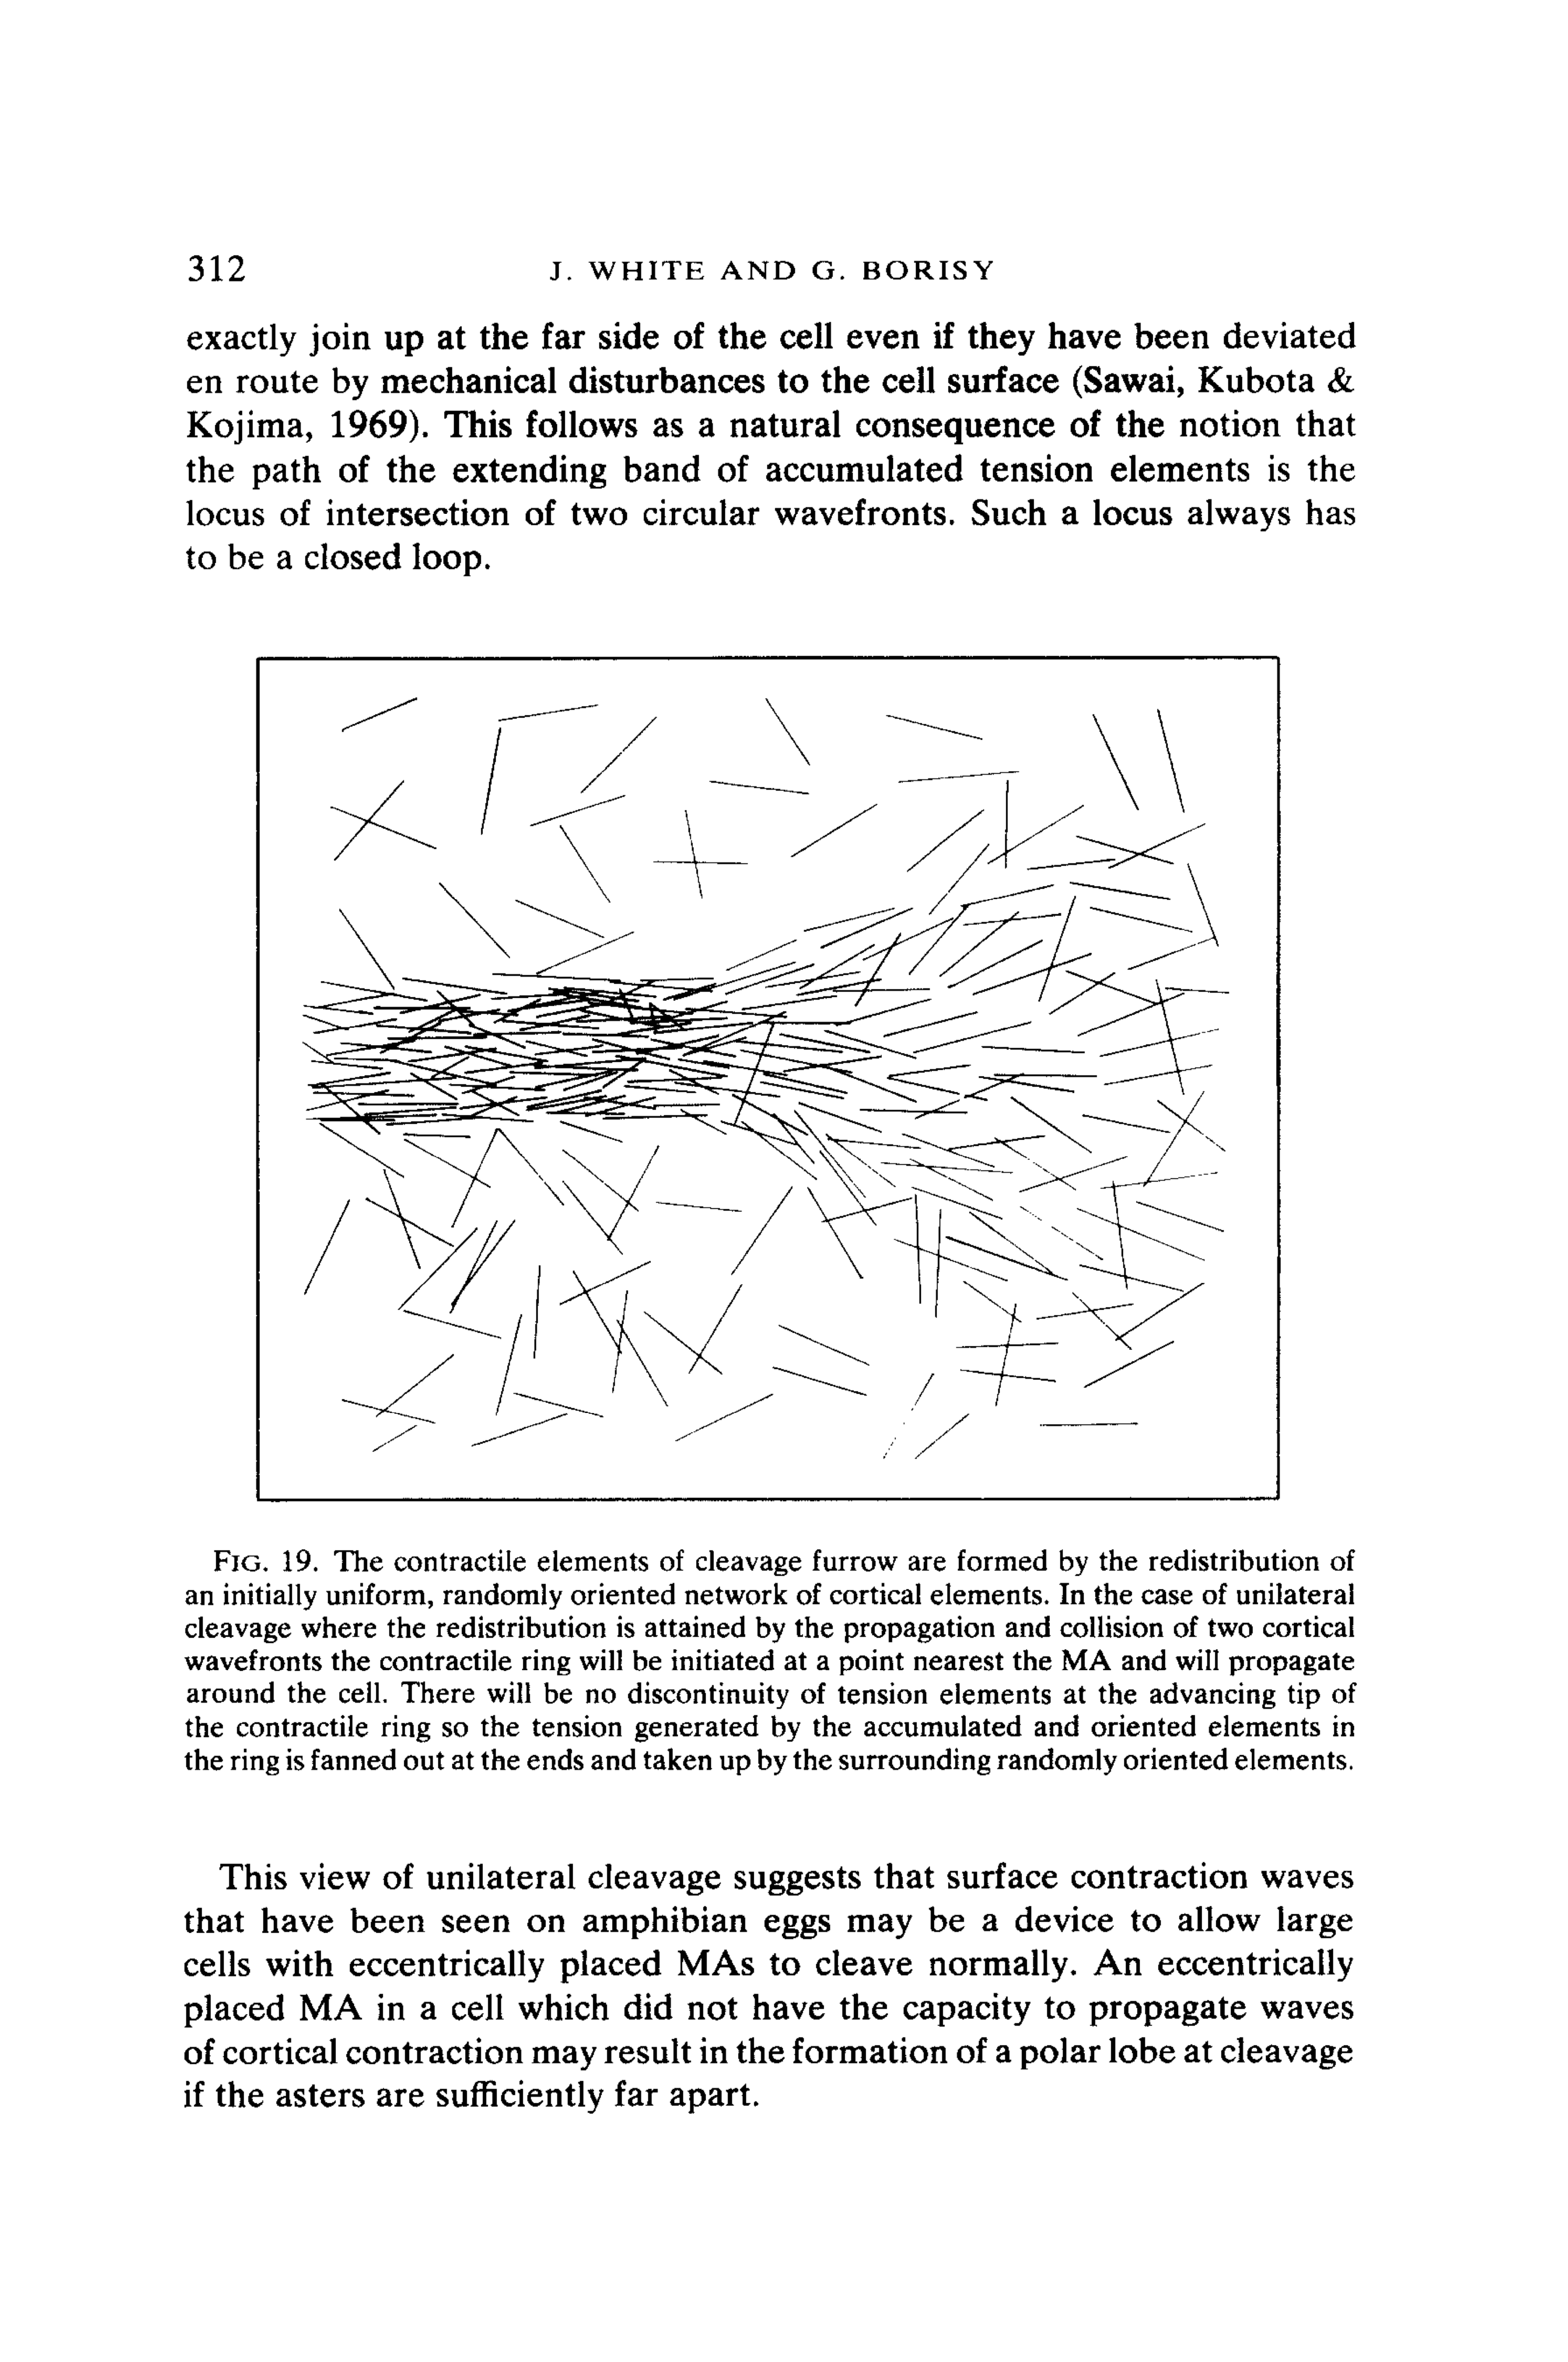 312
J. WHITE AND G. BORISY
exactly join up at the far side of the cell even if they have been deviated
en route by mechanical disturbances to the cell surface (Sawai, Kubota &
Kojima, 1969). This follows as a natural consequence of the notion that
the path of the extending band of accumulated tension elements is the
locus of intersection of two circular wavefronts. Such a locus always has
to be a closed loop.
FIG. 19. The contractile elements of cleavage furrow are formed by the redistribution of
an initially uniform, randomly oriented network of cortical elements. In the case of unilateral
cleavage where the redistribution is attained by the propagation and collision of two cortical
wavefronts the contractile ring will be initiated at a point nearest the MA and will propagate
around the cell. There will be no discontinuity of tension elements at the advancing tip of
the contractile ring so the tension generated by the accumulated and oriented elements in
the ring is fanned out at the ends and taken up by the surrounding randomly oriented elements.
This view of unilateral cleavage suggests that surface contraction waves
that have been seen on amphibian eggs may be a device to allow large
cells with eccentrically placed MAs to cleave normally. An eccentrically
placed MA in a cell which did not have the capacity to propagate waves
of cortical contraction may result in the formation of a polar lobe at cleavage
if the asters are sufficiently far apart.